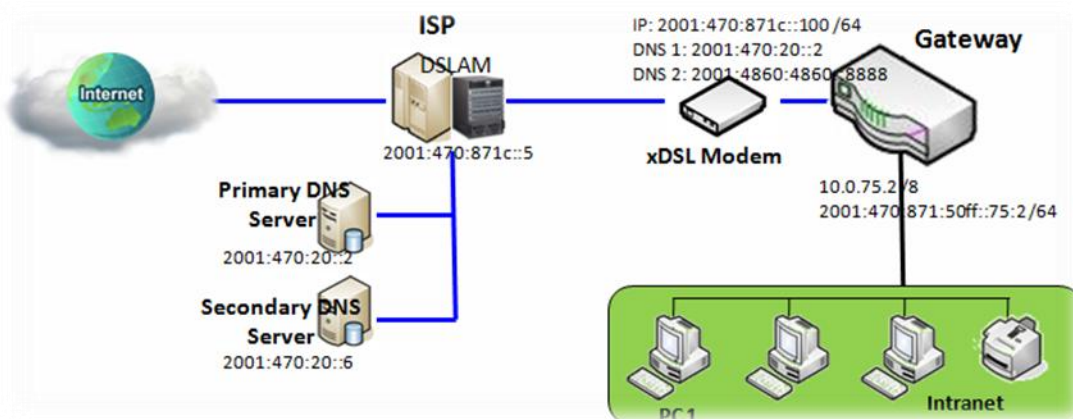 Internet
ISP
DSLAM
2001:470:871c::5
IP: 2001:470:871c::100 /64
DNS 1: 2001:470:20::2
DNS 2: 2001:4860:4860::8888
xDSL Modem
Gateway
10.0.75.2/8
2001:470:871:50ff::75:2/64
Primary DNS
Server
2001:470:20::2
Secondary DNS
Server
2001:470:20::6
PC 1
Intranet